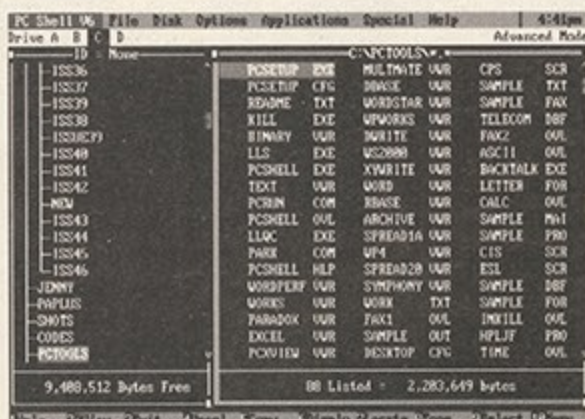 PC Shell V6 File Disk Options Applications Special Help 4:41pm
Drive A B C D Advanced Mode
ID = None
ISS36
ISS37
ISS39
ISS38
ISSUE39
ISS40
ISS41
ISS42
NEW
ISS43
ISS44
ISS45
ISS46
JENNY
PAPLUS
SHOTS
CODES
PCTOOLS
9,408,512 Bytes Free
C:\PCTOOLS\*.*
PCSETUP EXE MULTMATE VWR CPS SCR
PCSETUP CFG DBASE VWR SAMPLE TXT
README TXT WORDSTAR VWR SAMPLE FAX
KILL EXE WPWORKS VWR TELECOM DBF
BINARY VWR DWRITE VWR FAX2 OVL
LLS EXE WS2000 VWR ASCII OVL
PCSHELL EXE XYWRITE VWR BACKTALK EXE
TEXT VWR WORD VWR LETTER FOR
PCRUN COM RBASE VWR CALC OVL
PCSHELL OVL ARCHIVE VWR SAMPLE MAI
LLQC EXE SPREAD1A VWR SAMPLE PRO
PARK COM WP4 VWR CIS SCR
PCSHELL HLP SPREAD20 VWR ESL SCR
WORDPERF VWR SYMPHONY VWR SAMPLE DBF
WORKS VWR WORK TXT SAMPLE FOR
PARADOX VWR FAX1 OVL INKILL OVL
EXCEL VWR SAMPLE OUT HPLJF PRO
PCXVIEW VWR DESKTOP CFG TIME OVL
88 Listed = 2,203,649 bytes